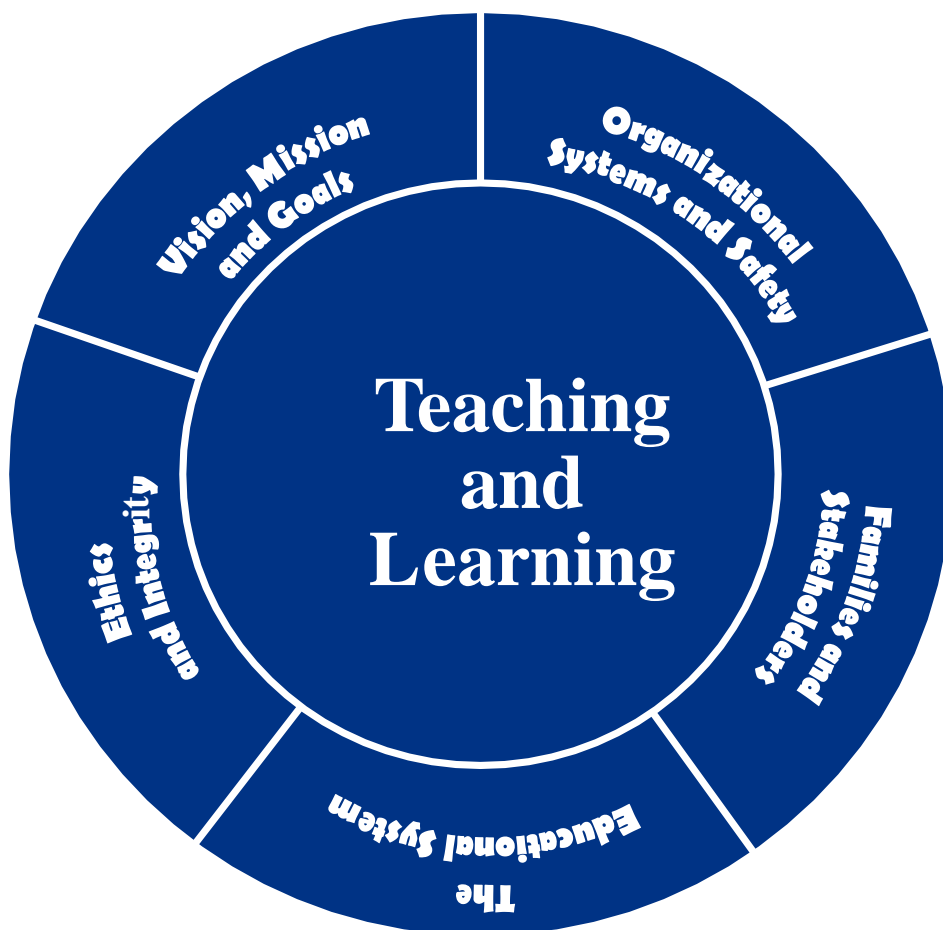 Vision, Mission
and Goals
Organizational
Systems and Safety
Teaching
and
Learning
Families and
Stakeholders
Ethics
and Integrity
The
Educational System